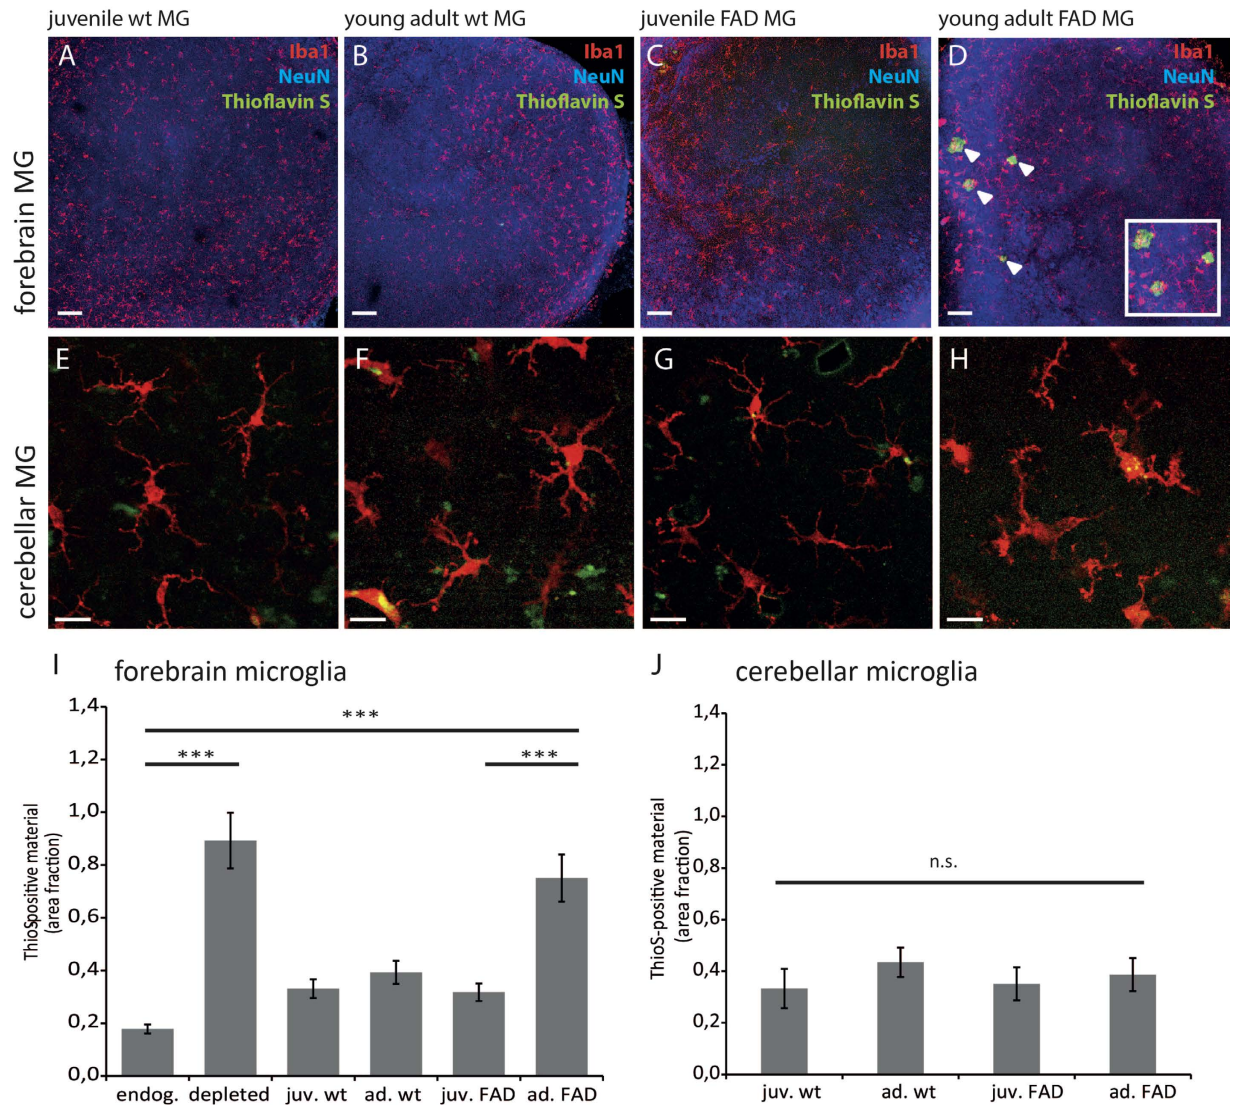 juvenile wt MG
young adult wt MG
juvenile FAD MG
young adult FAD MG
forebrain MG
A
Iba1
NeuN
Thioflavin S
B
Iba1
NeuN
Thioflavin S
C
Iba1
NeuN
Thioflavin S
D
Iba1
NeuN
Thioflavin S
cerebellar MG
E
F
G
H
I
forebrain microglia
ThioSpositive material
(area fraction)
1,4
1,2
1,0
0,8
0,6
0,4
0,2
0,0
***
***
***
endog.
depleted
juv. wt
ad. wt
juv. FAD
ad. FAD
J
cerebellar microglia
ThioS-positive material
(area fraction)
1,4
1,2
1,0
0,8
0,6
0,4
0,2
0,0
n.s.
juv. wt
ad. wt
juv. FAD
ad. FAD